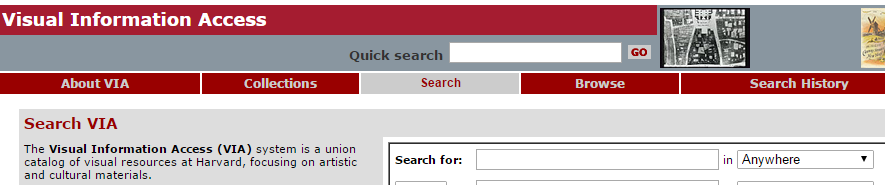 Visual Information Access
Quick search GO
About VIA Collections Search Browse Search History
Search VIA
The Visual Information Access (VIA) system is a union
catalog of visual resources at Harvard, focusing on artistic
and cultural materials.
Search for: in Anywhere